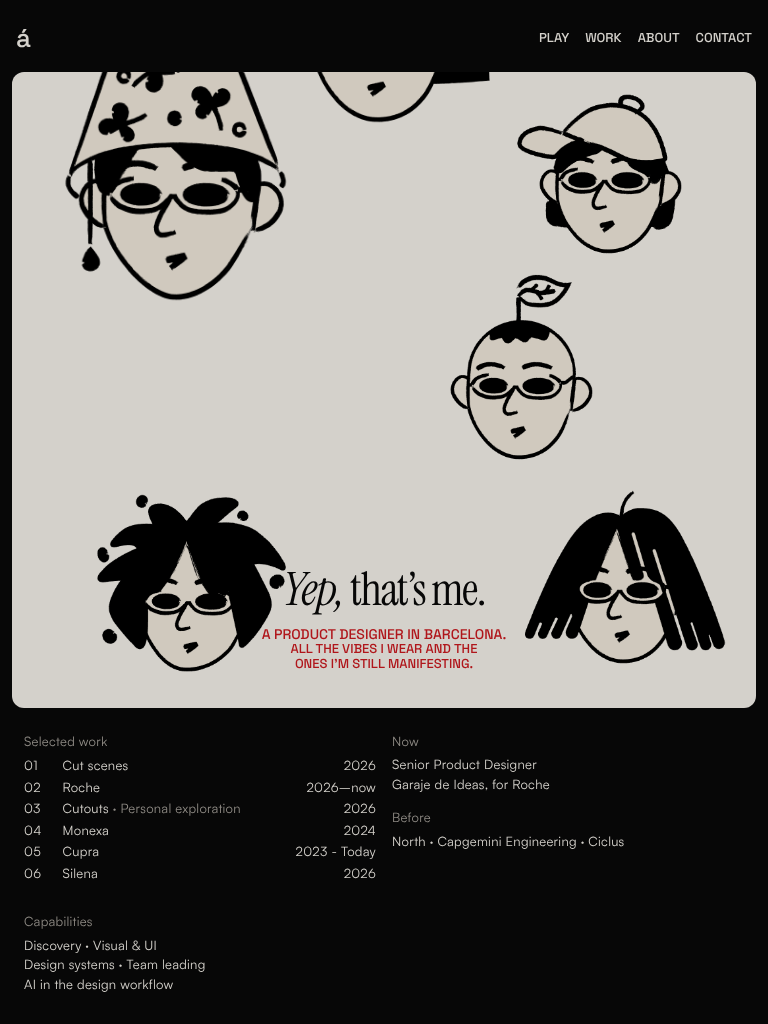 á
PLAY WORK ABOUT CONTACT
Yep, that's me.
A PRODUCT DESIGNER IN BARCELONA.
ALL THE VIBES I WEAR AND THE
ONES I'M STILL MANIFESTING.
Selected work
01 Cut scenes 2026
02 Roche 2026—now
03 Cutouts · Personal exploration 2026
04 Monexa 2024
05 Cupra 2023 - Today
06 Silena 2026
Now
Senior Product Designer
Garaje de Ideas, for Roche
Before
North · Capgemini Engineering · Ciclus
Capabilities
Discovery · Visual & UI
Design systems · Team leading
AI in the design workflow